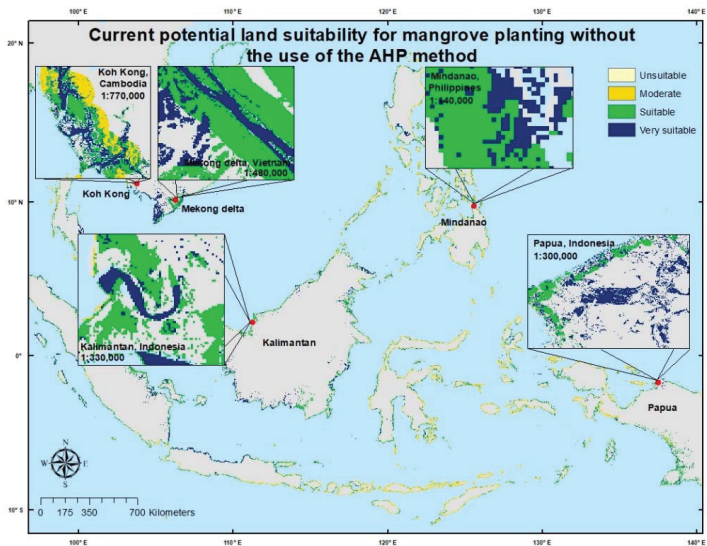 Current potential land suitability for mangrove planting without
the use of the AHP method
20° N
10° N
0°
10° S
Koh Kong,
Cambodia
1:770,000
Mekong delta, Vietnam
1:480,000
Mindanao,
Philippines
1:140,000
Unsuitable
Moderate
Suitable
Very suitable
Koh Kong
Mekong delta
Mindanao
Papua, Indonesia
1:300,000
Kalimantan, Indonesia
1:330,000
Kalimantan
Papua
N
W E
S
0 175 350 700 Kilometers
100° E 110° E 120° E 130° E 140° E